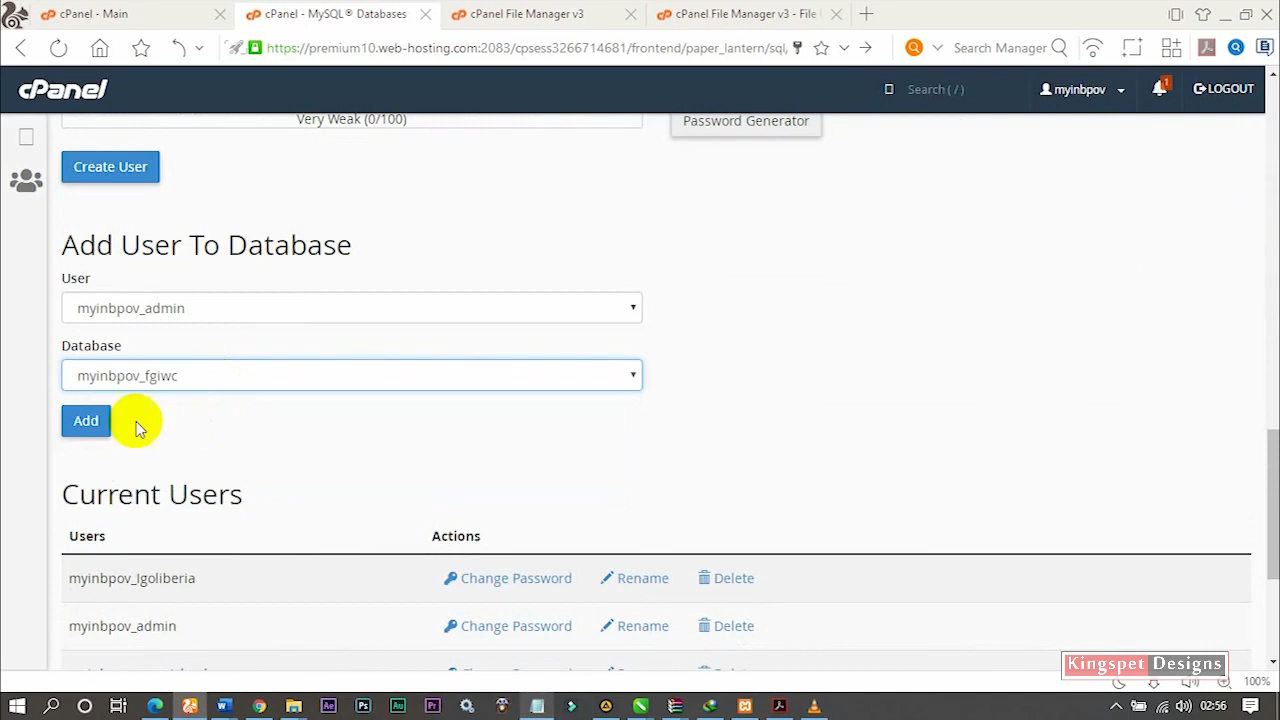 cPanel - Main
cPanel - MySQL® Databases
cPanel File Manager v3
cPanel File Manager v3 - File
https://premium10.web-hosting.com:2083/cpsess3266714681/frontend/paper_lantern/sql,
Search Manager
cPanel
Search ( / )
myinbpov
1
LOGOUT
Very Weak (0/100)
Password Generator
Create User
Add User To Database
User
myinbpov_admin
Database
myinbpov_fgiwc
Add
Current Users
Users
Actions
myinbpov_Igoliberia
Change Password
Rename
Delete
myinbpov_admin
Change Password
Rename
Delete
Kingspet Designs
100%
02:56